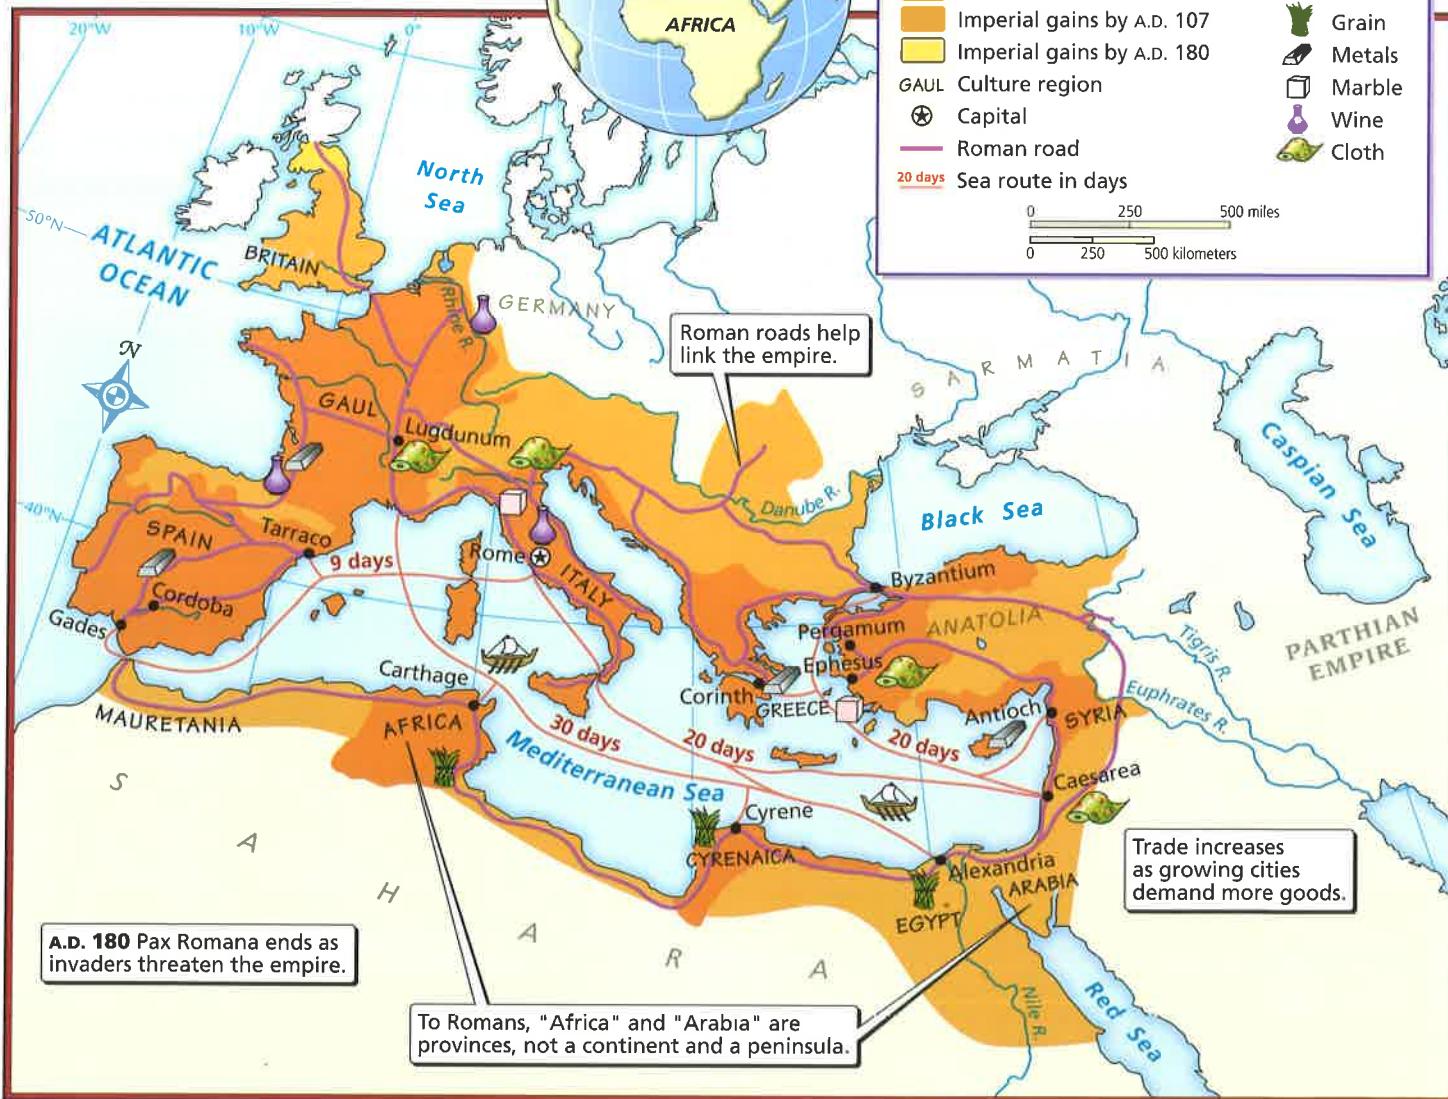 20°W
10°W
0°
AFRICA
Imperial gains by A.D. 107
Imperial gains by A.D. 180
GAUL Culture region
Capital
Roman road
20 days Sea route in days
0 250 500 miles
0 250 500 kilometers
Grain
Metals
Marble
Wine
Cloth
North
Sea
50°N
ATLANTIC
OCEAN
BRITAIN
N
Rhine R.
GERMANY
Roman roads help
link the empire.
SARMATIA
GAUL
Lugdunum
Caspian Sea
40°N
SPAIN
Tarraco
9 days
Rome
ITALY
Danube R.
Black Sea
Byzantium
Cordoba
Gades
Pergamum
ANATOLIA
Ephesus
Tigris R.
PARTHIAN
EMPIRE
Carthage
Corinth
GREECE
Antioch
SYRIA
Euphrates R.
MAURETANIA
AFRICA
30 days
20 days
20 days
Mediterranean Sea
Caesarea
Cyrene
CYRENAICA
Alexandria
ARABIA
EGYPT
Trade increases
as growing cities
demand more goods.
SAHARA
A.D. 180 Pax Romana ends as
invaders threaten the empire.
To Romans, "Africa" and "Arabia" are
provinces, not a continent and a peninsula.
Nile R.
Red Sea